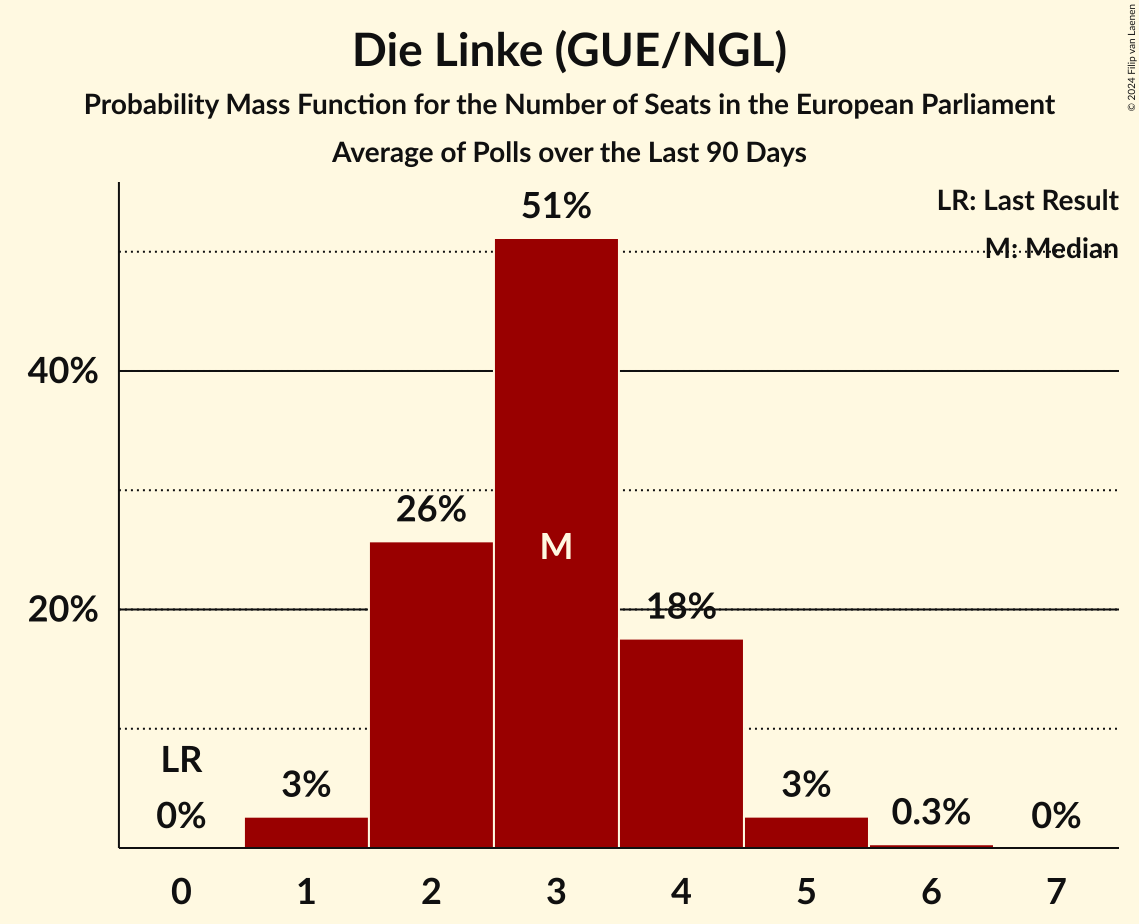 Die Linke (GUE/NGL)
Probability Mass Function for the Number of Seats in the European Parliament
Average of Polls over the Last 90 Days
© 2024 Filip van Laenen
LR: Last Result
M: Median
51%
40%
26%
M
20%
18%
LR
0%
3%
3%
0.3%
0%
0 1 2 3 4 5 6 7